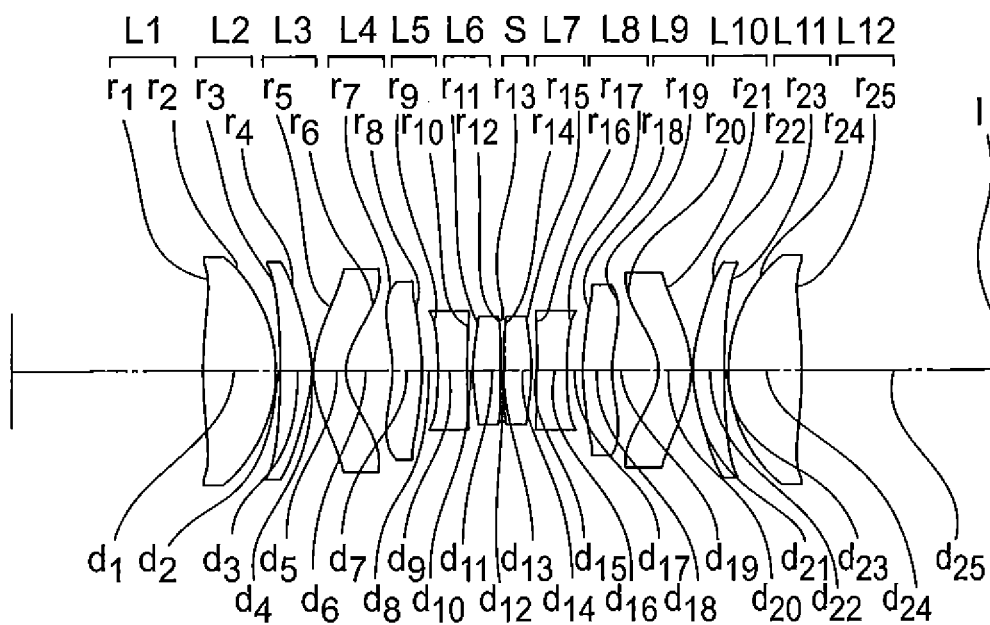 L1 L2 L3 L4 L5 L6 S L7 L8 L9 L10 L11 L12
r1 r2 r3 r5 r7 r9 r11 r13 r15 r17 r19 r21 r23 r25 I
r4 r6 r8 r10 r12 r14 r16 r18 r20 r22 r24
d1 d2 d3 d5 d7 d9 d11 d13 d15 d17 d19 d21 d23 d25
d4 d6 d8 d10 d12 d14 d16 d18 d20 d22 d24